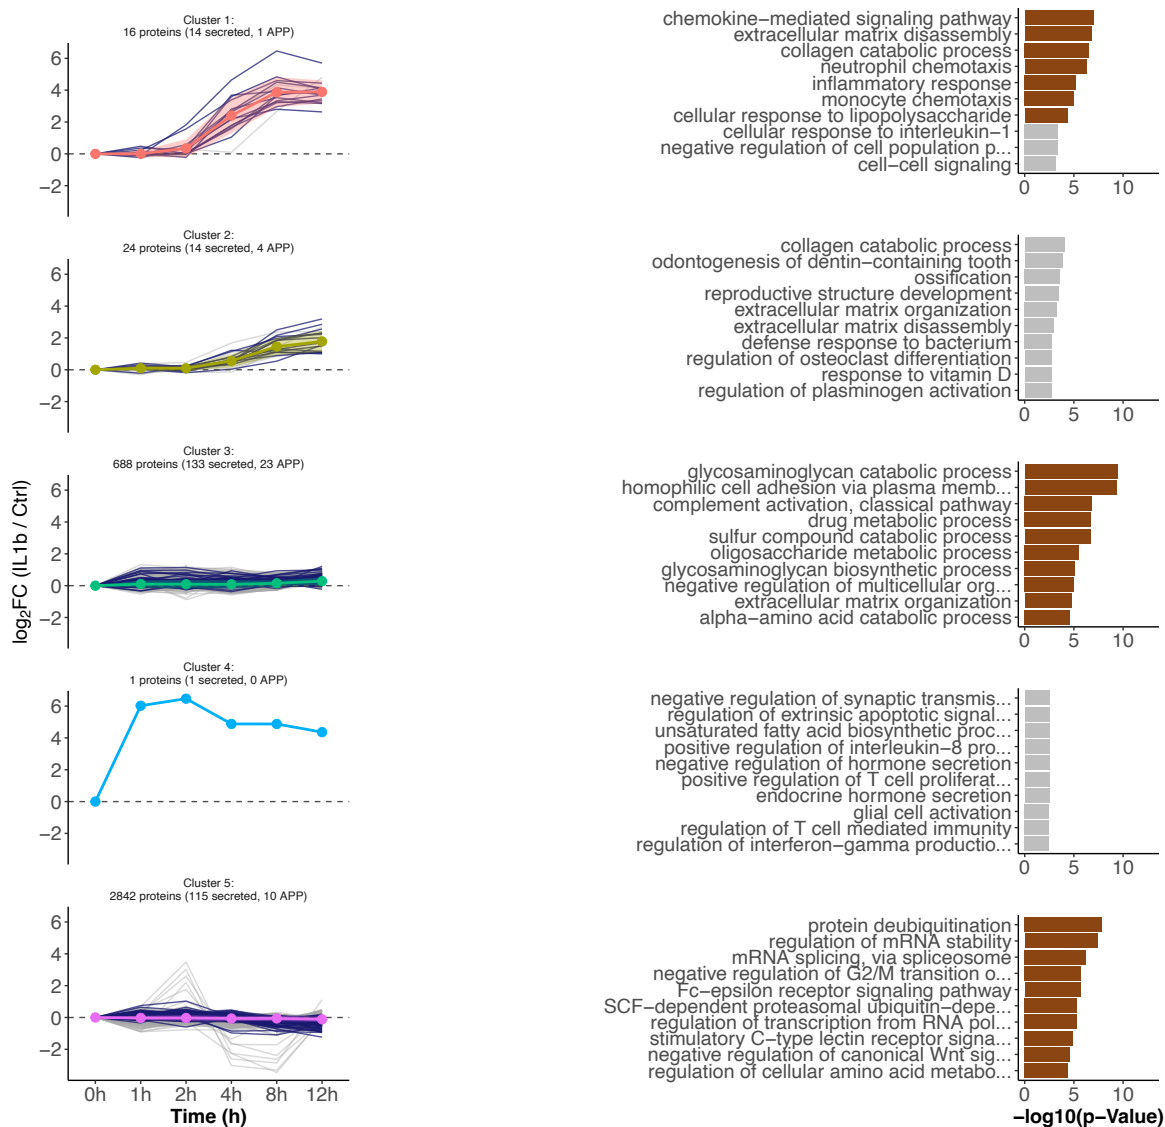 Cluster 1:
16 proteins (14 secreted, 1 APP)
6
4
2
0
−2
chemokine−mediated signaling pathway
extracellular matrix disassembly
collagen catabolic process
neutrophil chemotaxis
inflammatory response
monocyte chemotaxis
cellular response to lipopolysaccharide
cellular response to interleukin−1
negative regulation of cell population p...
cell−cell signaling
0 5 10
Cluster 2:
24 proteins (14 secreted, 4 APP)
6
4
2
0
−2
collagen catabolic process
odontogenesis of dentin−containing tooth
ossification
reproductive structure development
extracellular matrix organization
extracellular matrix disassembly
defense response to bacterium
regulation of osteoclast differentiation
response to vitamin D
regulation of plasminogen activation
0 5 10
log2FC (IL1b / Ctrl)
Cluster 3:
688 proteins (133 secreted, 23 APP)
6
4
2
0
−2
glycosaminoglycan catabolic process
homophilic cell adhesion via plasma memb...
complement activation, classical pathway
drug metabolic process
sulfur compound catabolic process
oligosaccharide metabolic process
glycosaminoglycan biosynthetic process
negative regulation of multicellular org...
extracellular matrix organization
alpha−amino acid catabolic process
0 5 10
Cluster 4:
1 proteins (1 secreted, 0 APP)
6
4
2
0
−2
negative regulation of synaptic transmis...
regulation of extrinsic apoptotic signal...
unsaturated fatty acid biosynthetic proc...
positive regulation of interleukin−8 pro...
negative regulation of hormone secretion
positive regulation of T cell proliferat...
endocrine hormone secretion
glial cell activation
regulation of T cell mediated immunity
regulation of interferon−gamma productio...
0 5 10
Cluster 5:
2842 proteins (115 secreted, 10 APP)
6
4
2
0
−2
0h 1h 2h 4h 8h 12h
Time (h)
protein deubiquitination
regulation of mRNA stability
mRNA splicing, via spliceosome
negative regulation of G2/M transition o...
Fc−epsilon receptor signaling pathway
SCF−dependent proteasomal ubiquitin−depe...
regulation of transcription from RNA pol...
stimulatory C−type lectin receptor signa...
negative regulation of canonical Wnt sig...
regulation of cellular amino acid metabo...
0 5 10
−log10(p−Value)